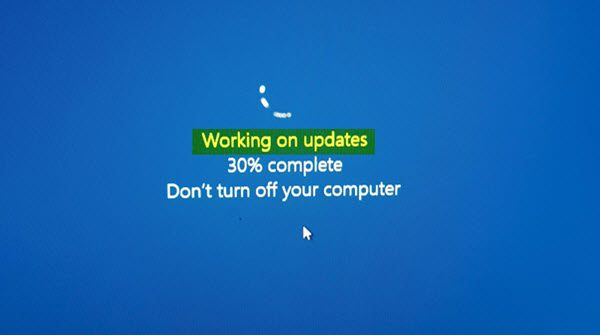 Working on updates
30% complete
Don't turn off your computer